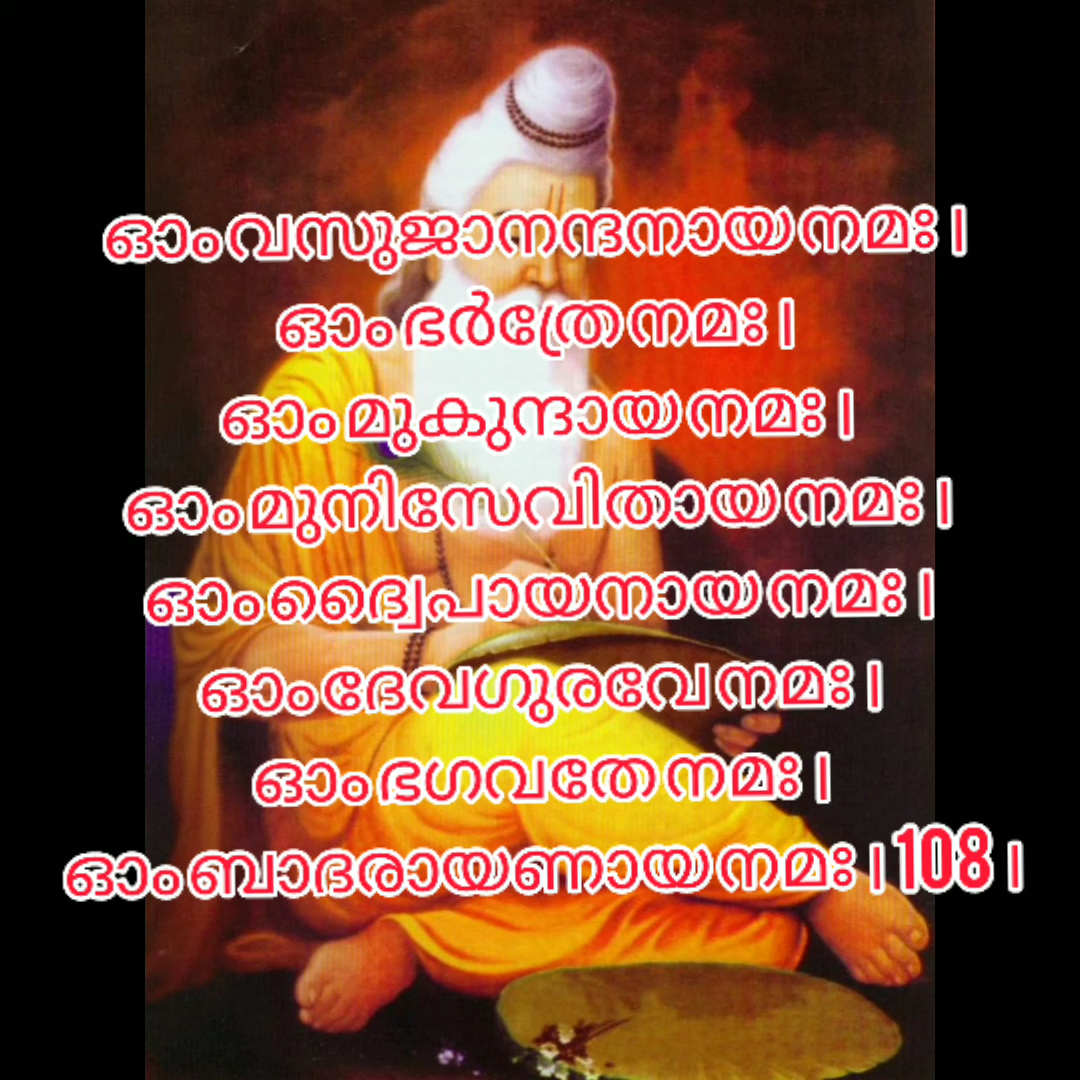 ഓം വസുജാനന്ദനായ നമഃ ।
ഓം ഭർത്രേ നമഃ ।
ഓം മുകുന്ദായ നമഃ ।
ഓം മുനിസേവിതായ നമഃ ।
ഓം ദ്വൈപായനായ നമഃ ।
ഓം ദേവഗുരവേ നമഃ ।
ഓം ഭഗവതേ നമഃ ।
ഓം ബാദരായണായ നമഃ । 108 ।